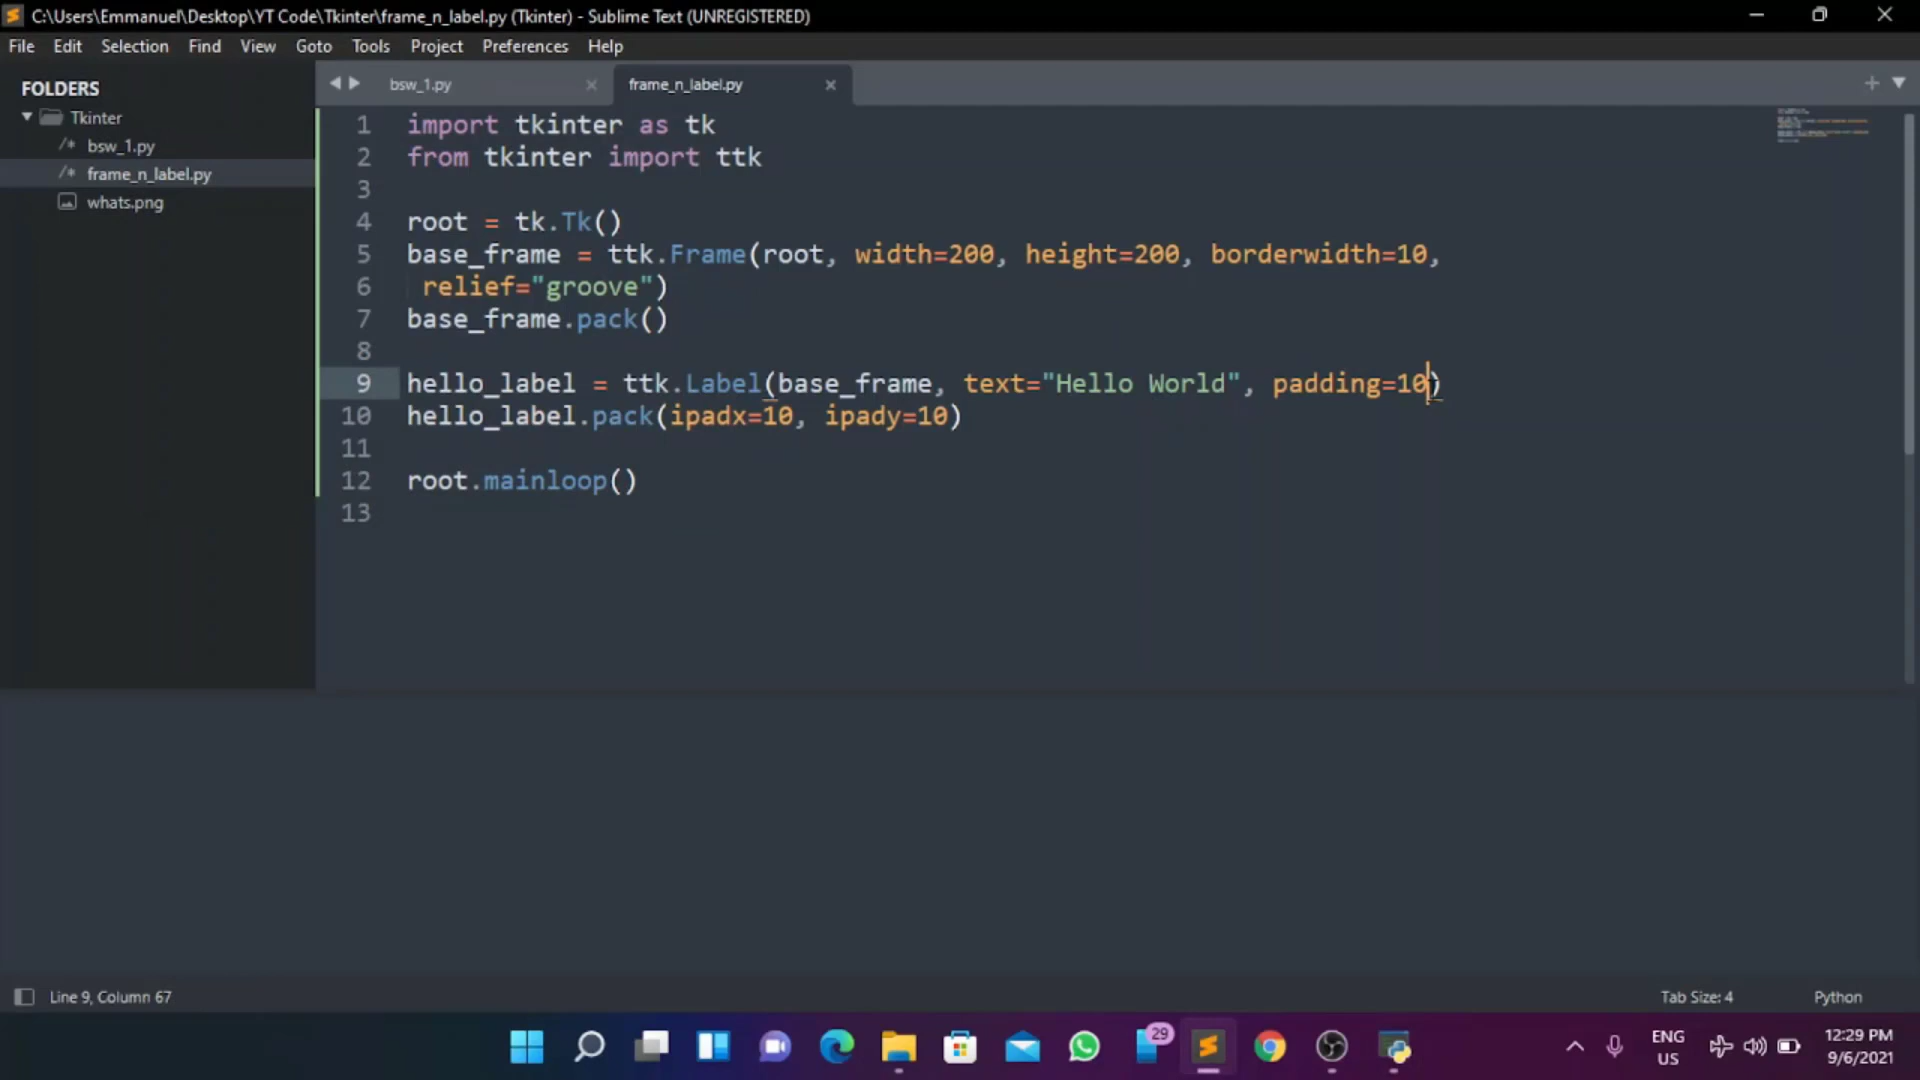 C:\Users\Emmanuel\Desktop\YT Code\Tkinter\frame_n_label.py (Tkinter) - Sublime Text (UNREGISTERED)
File Edit Selection Find View Goto Tools Project Preferences Help
FOLDERS
Tkinter
/* bsw_1.py
/* frame_n_label.py
whats.png
bsw_1.py × frame_n_label.py ×
1 import tkinter as tk
2 from tkinter import ttk
3
4 root = tk.Tk()
5 base_frame = ttk.Frame(root, width=200, height=200, borderwidth=10,
6 relief="groove")
7 base_frame.pack()
8
9 hello_label = ttk.Label(base_frame, text="Hello World", padding=10)
10 hello_label.pack(ipadx=10, ipady=10)
11
12 root.mainloop()
13
Line 9, Column 67
Tab Size: 4
Python
29
ENG
US
12:29 PM
9/6/2021